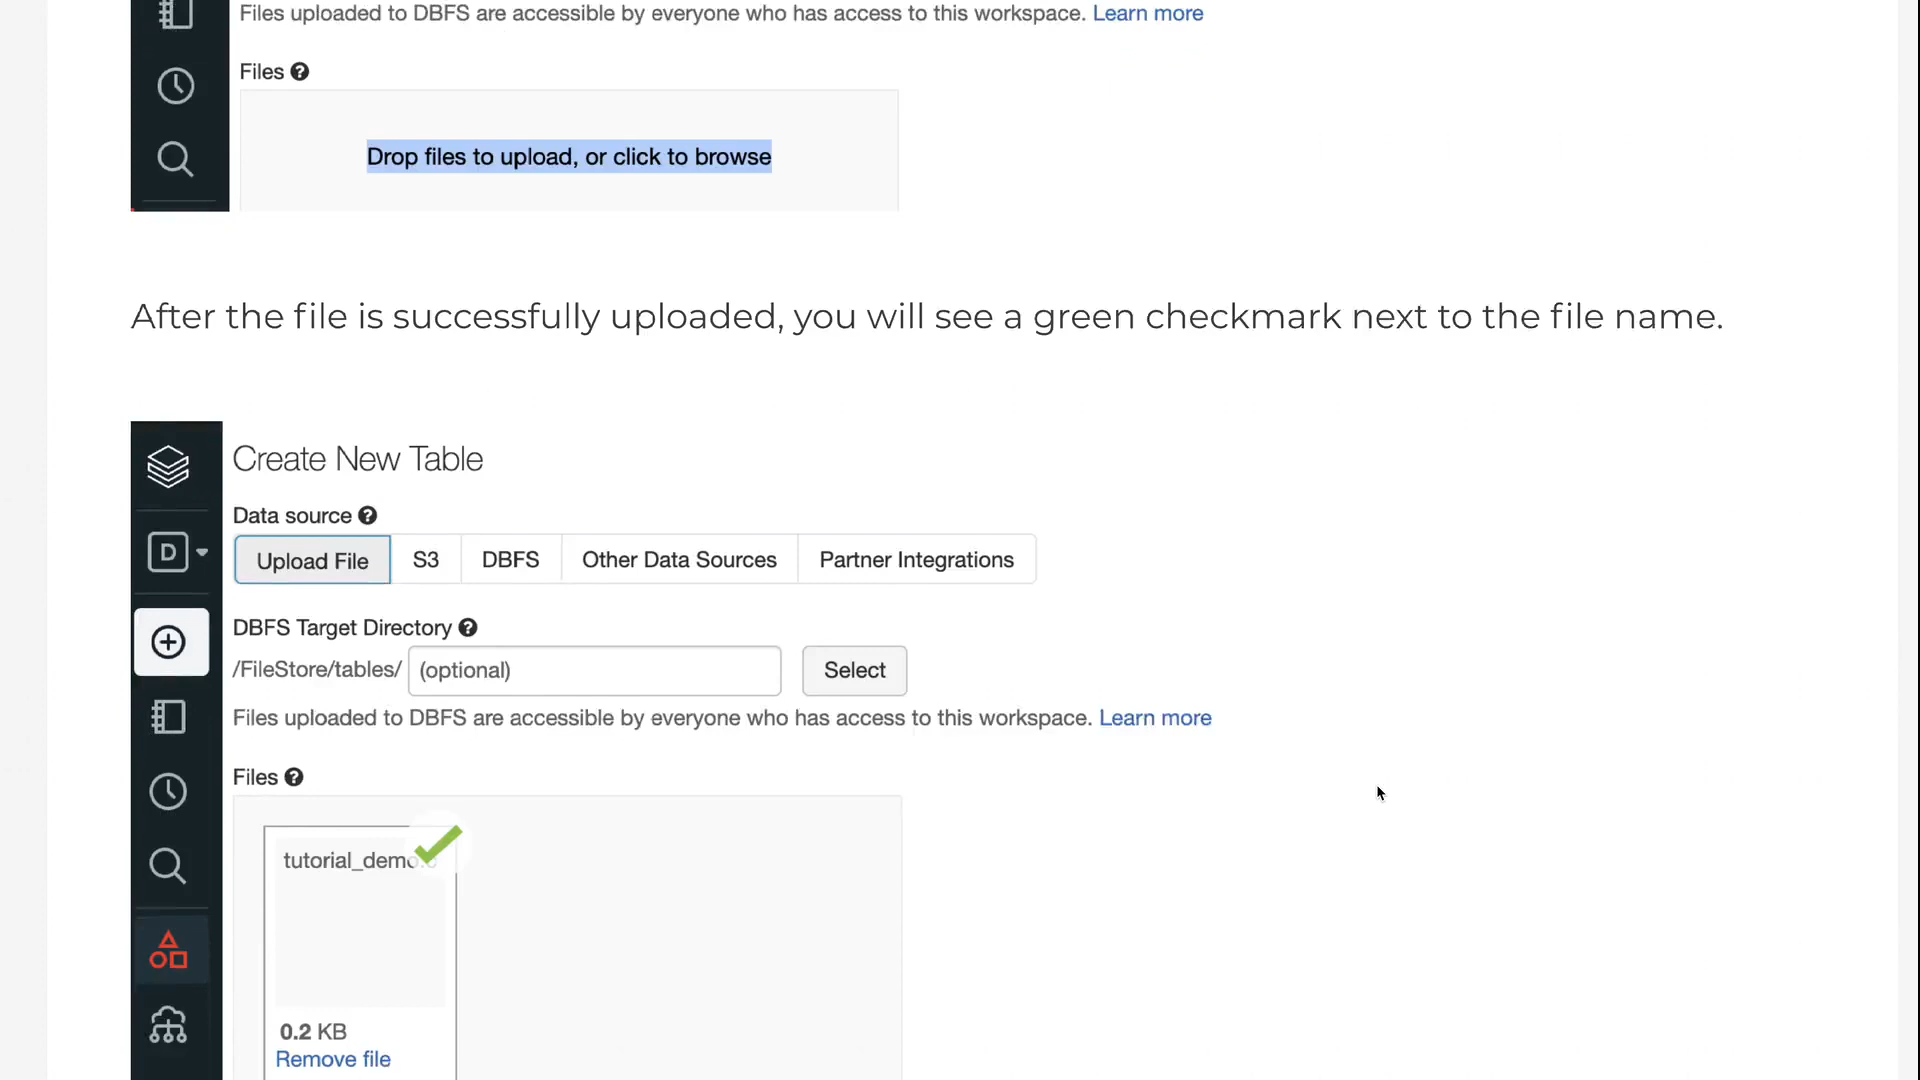 Files uploaded to DBFS are accessible by everyone who has access to this workspace. Learn more
Files
Drop files to upload, or click to browse
After the file is successfully uploaded, you will see a green checkmark next to the file name.
Create New Table
Data source
D
Upload File S3 DBFS Other Data Sources Partner Integrations
DBFS Target Directory
/FileStore/tables/ (optional) Select
Files uploaded to DBFS are accessible by everyone who has access to this workspace. Learn more
Files
tutorial_demo
0.2 KB
Remove file